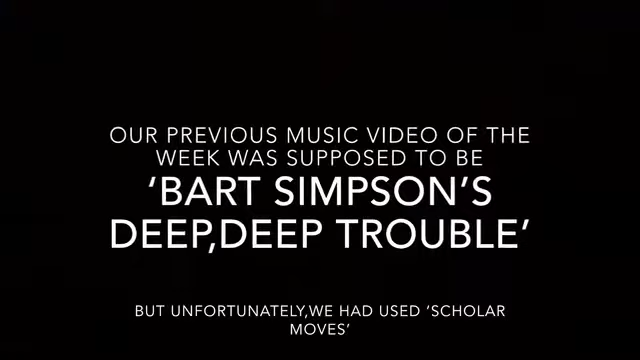 OUR PREVIOUS MUSIC VIDEO OF THE
WEEK WAS SUPPOSED TO BE
‘BART SIMPSON’S
DEEP,DEEP TROUBLE’
BUT UNFORTUNATELY,WE HAD USED ‘SCHOLAR
MOVES’